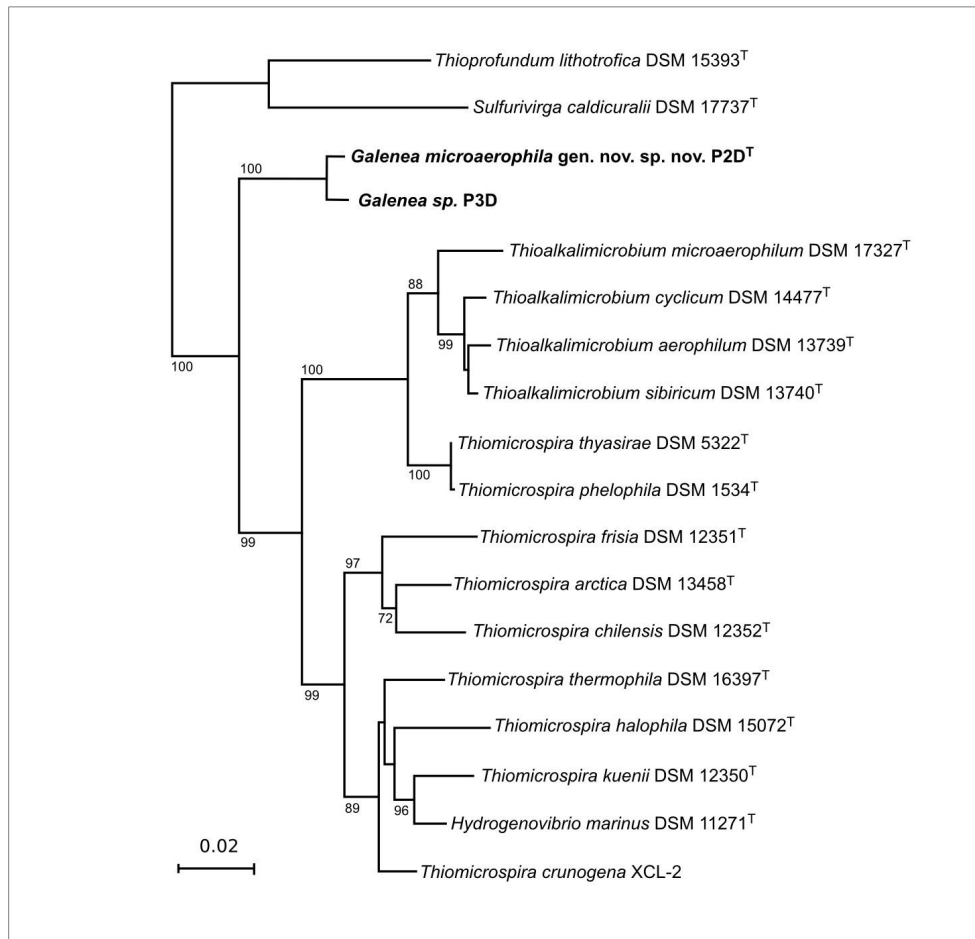 Thioprofundum lithotrofica DSM 15393T
Sulfurivirga caldicuralii DSM 17737T
Galenea microaerophila gen. nov. sp. nov. P2DT
100
Galenea sp. P3D
Thioalkalimicrobium microaerophilum DSM 17327T
88
Thioalkalimicrobium cyclicum DSM 14477T
99
Thioalkalimicrobium aerophilum DSM 13739T
100
100
Thioalkalimicrobium sibiricum DSM 13740T
Thiomicrospira thyasirae DSM 5322T
100
Thiomicrospira phelophila DSM 1534T
Thiomicrospira frisia DSM 12351T
99
97
Thiomicrospira arctica DSM 13458T
72
Thiomicrospira chilensis DSM 12352T
Thiomicrospira thermophila DSM 16397T
99
Thiomicrospira halophila DSM 15072T
Thiomicrospira kuenii DSM 12350T
89
96
Hydrogenovibrio marinus DSM 11271T
0.02
Thiomicrospira crunogena XCL-2